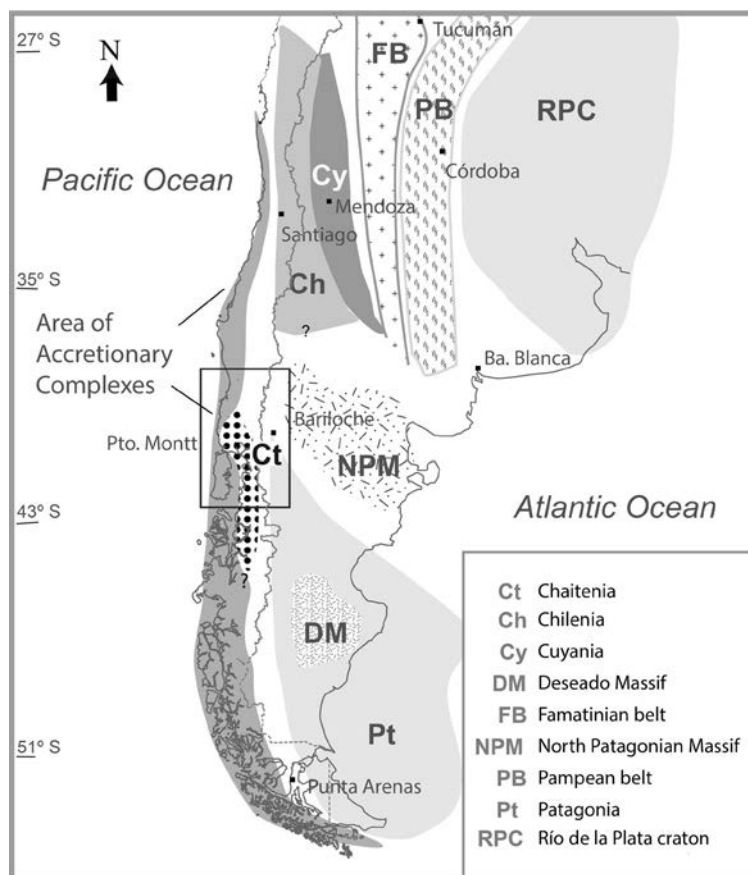 27° S
N
Tucumán
FB
PB
RPC
Pacific Ocean
Cy
Córdoba
Mendoza
Santiago
35° S
Ch
Area of
Accretionary
Complexes
?
Ba. Blanca
Bariloche
Pto. Montt
Ct
NPM
43° S
Atlantic Ocean
?
DM
Pt
51° S
Punta Arenas
Ct Chaitenia
Ch Chilenia
Cy Cuyania
DM Deseado Massif
FB Famatinian belt
NPM North Patagonian Massif
PB Pampean belt
Pt Patagonia
RPC Río de la Plata craton